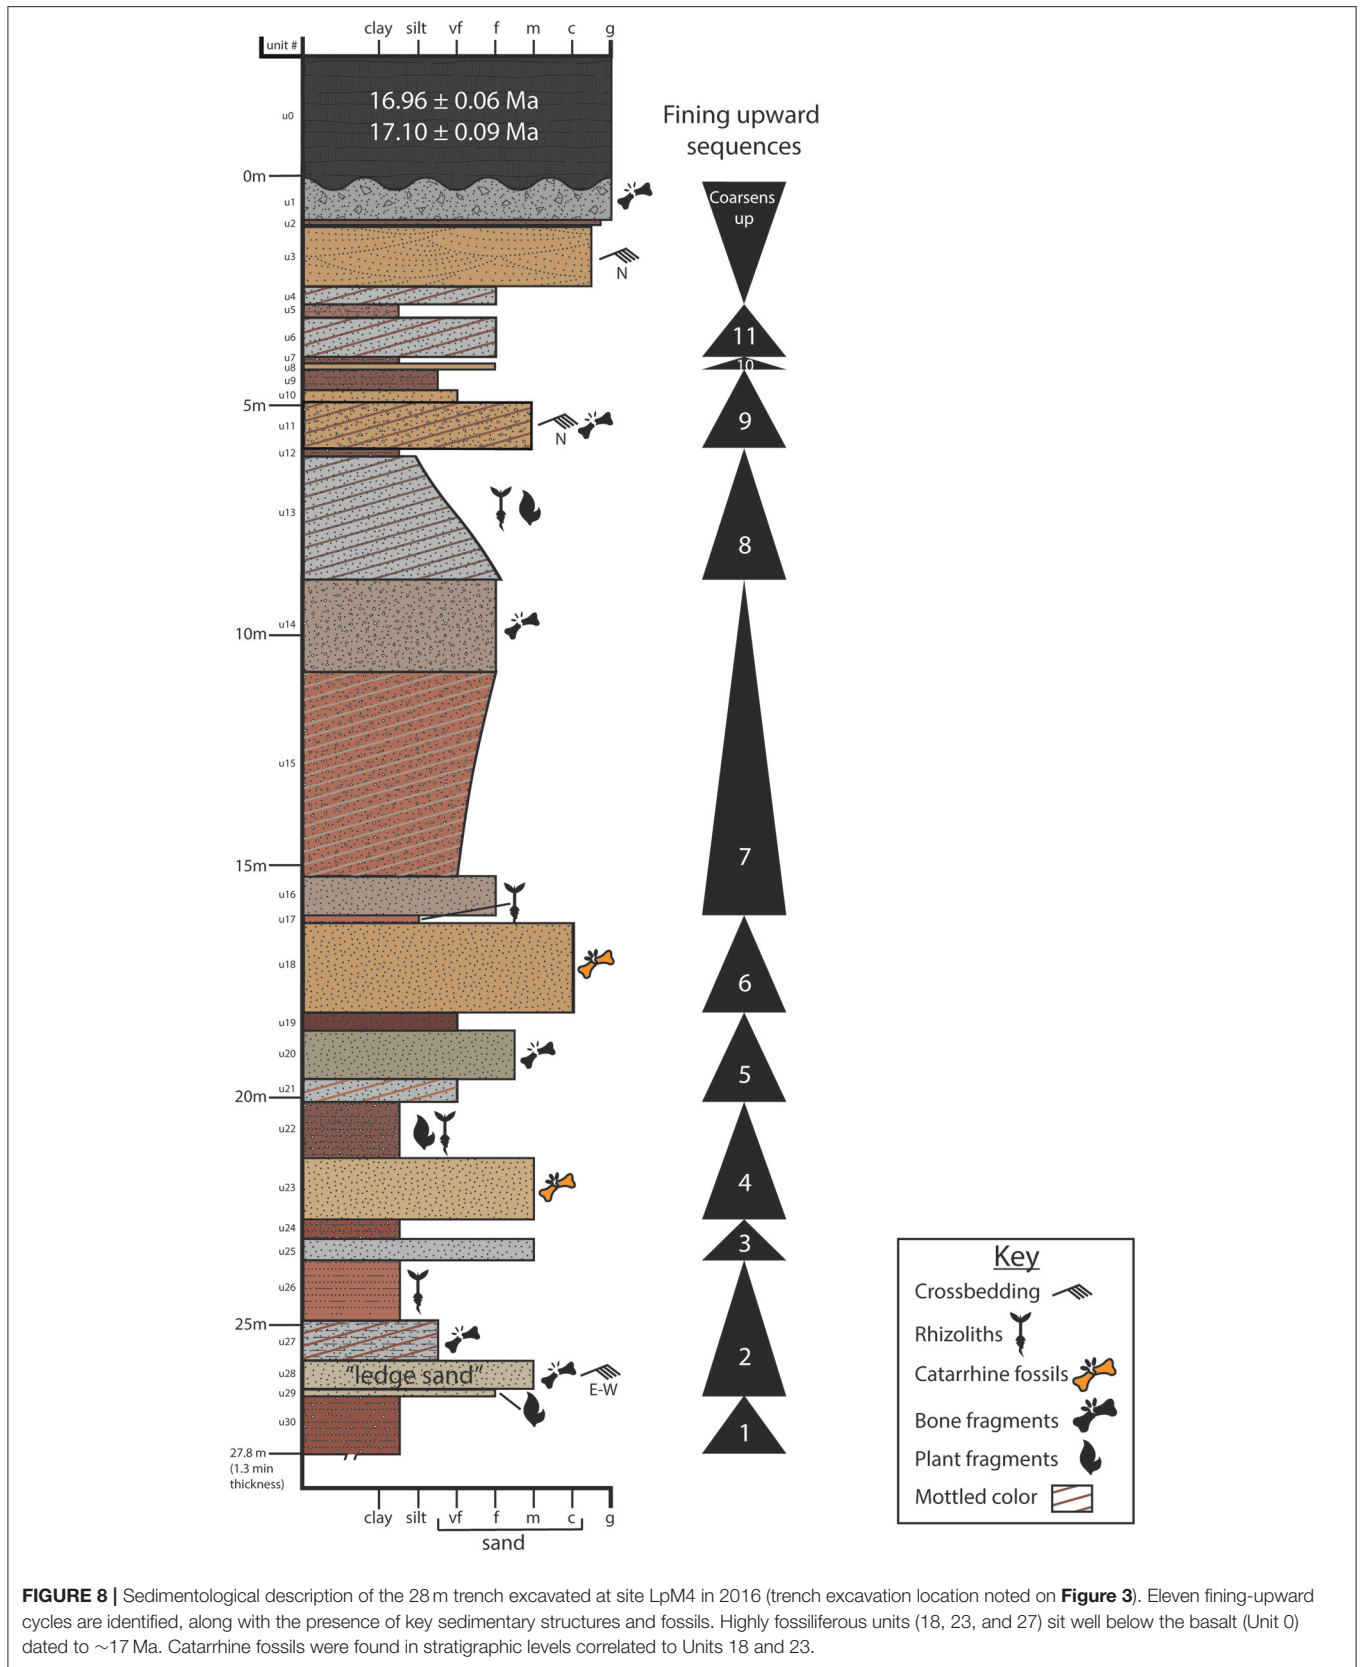 clay silt vf f m c g
unit #
u0
16.96 ± 0.06 Ma
17.10 ± 0.09 Ma
Fining upward
sequences
0m
u1
Coarsens
up
u2
u3
N
u4
u5
u6
11
u7
u8
10
u9
u10
5m
u11
N
9
u12
u13
8
u14
10m
u15
15m
7
u16
u17
u18
6
u19
u20
5
u21
20m
u22
u23
4
u24
u25
3
u26
25m
u27
2
u28
"ledge sand"
E-W
u29
u30
1
27.8 m
(1.3 min
thickness)
clay silt vf f m c g
sand
Key
Crossbedding
Rhizoliths
Catarrhine fossils
Bone fragments
Plant fragments
Mottled color
FIGURE 8 | Sedimentological description of the 28 m trench excavated at site LpM4 in 2016 (trench excavation location noted on Figure 3). Eleven fining-upward
cycles are identified, along with the presence of key sedimentary structures and fossils. Highly fossiliferous units (18, 23, and 27) sit well below the basalt (Unit 0)
dated to ~17 Ma. Catarrhine fossils were found in stratigraphic levels correlated to Units 18 and 23.